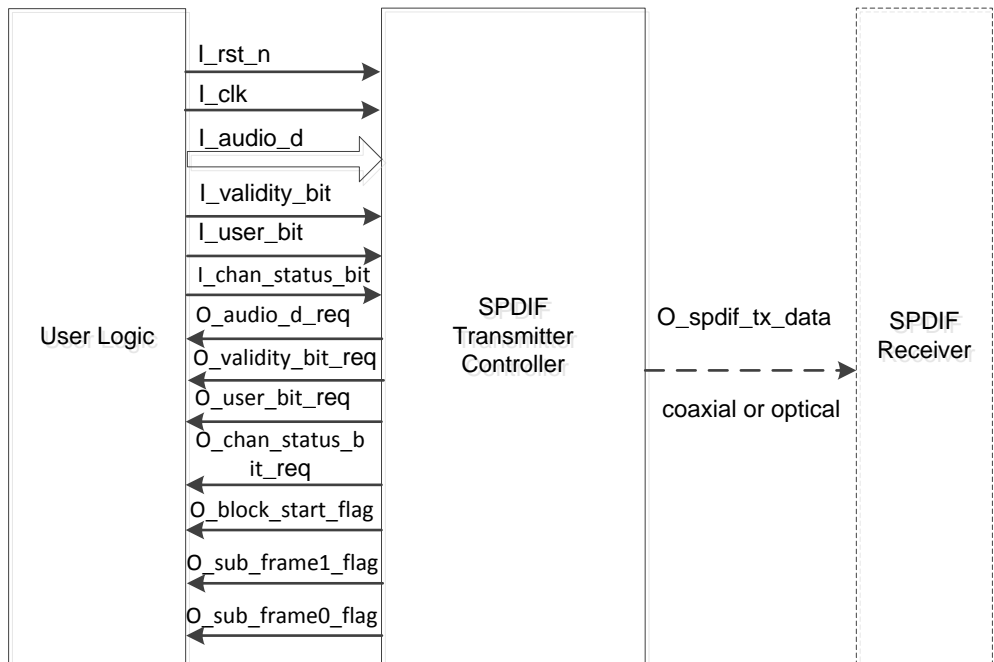 I_rst_n
I_clk
I_audio_d
I_validity_bit
I_user_bit
I_chan_status_bit
O_audio_d_req
O_validity_bit_req
O_user_bit_req
O_chan_status_b
it_req
O_block_start_flag
O_sub_frame1_flag
O_sub_frame0_flag
User Logic
SPDIF
Transmitter
Controller
O_spdif_tx_data
coaxial or optical
SPDIF
Receiver